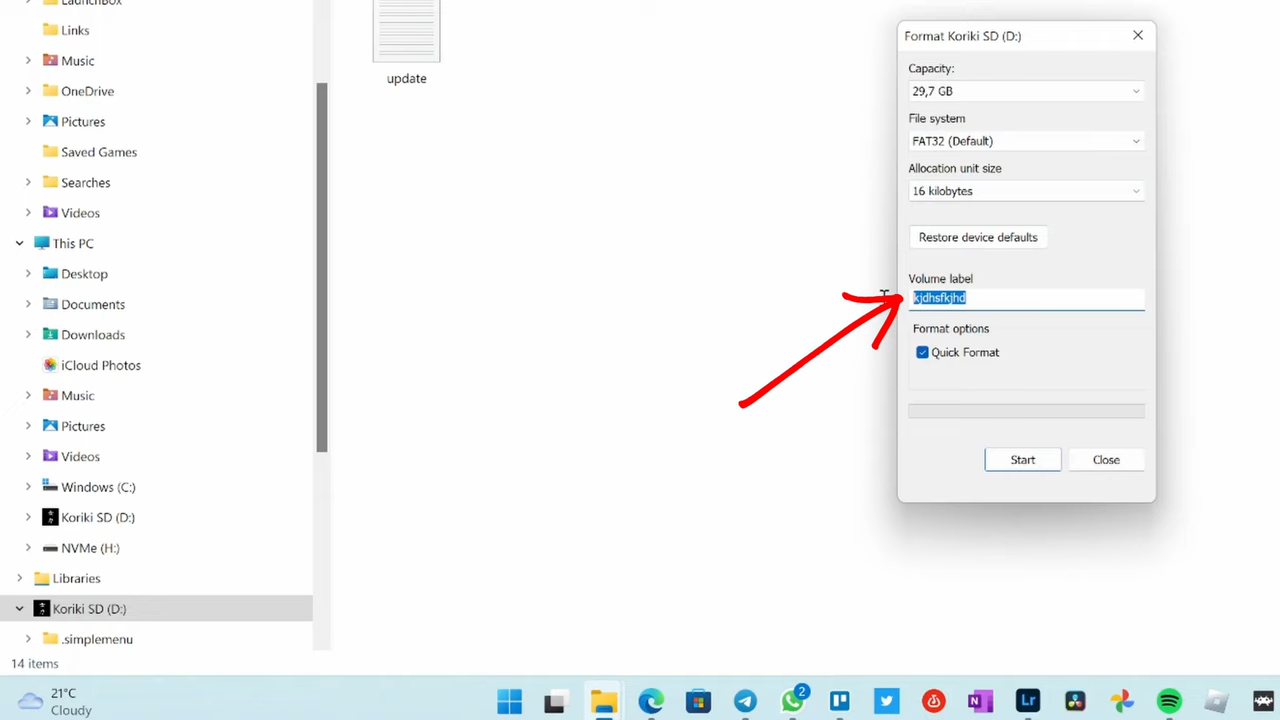 LaunchBox
Links
Music
OneDrive
Pictures
Saved Games
Searches
Videos
This PC
Desktop
Documents
Downloads
iCloud Photos
Music
Pictures
Videos
Windows (C:)
Koriki SD (D:)
NVMe (H:)
Libraries
Koriki SD (D:)
.simplemenu
14 items
update
Format Koriki SD (D:)
Capacity:
29,7 GB
File system
FAT32 (Default)
Allocation unit size
16 kilobytes
Restore device defaults
Volume label
kjdhsfkjhd
Format options
Quick Format
Start
Close
21°C
Cloudy
2
N
Lr